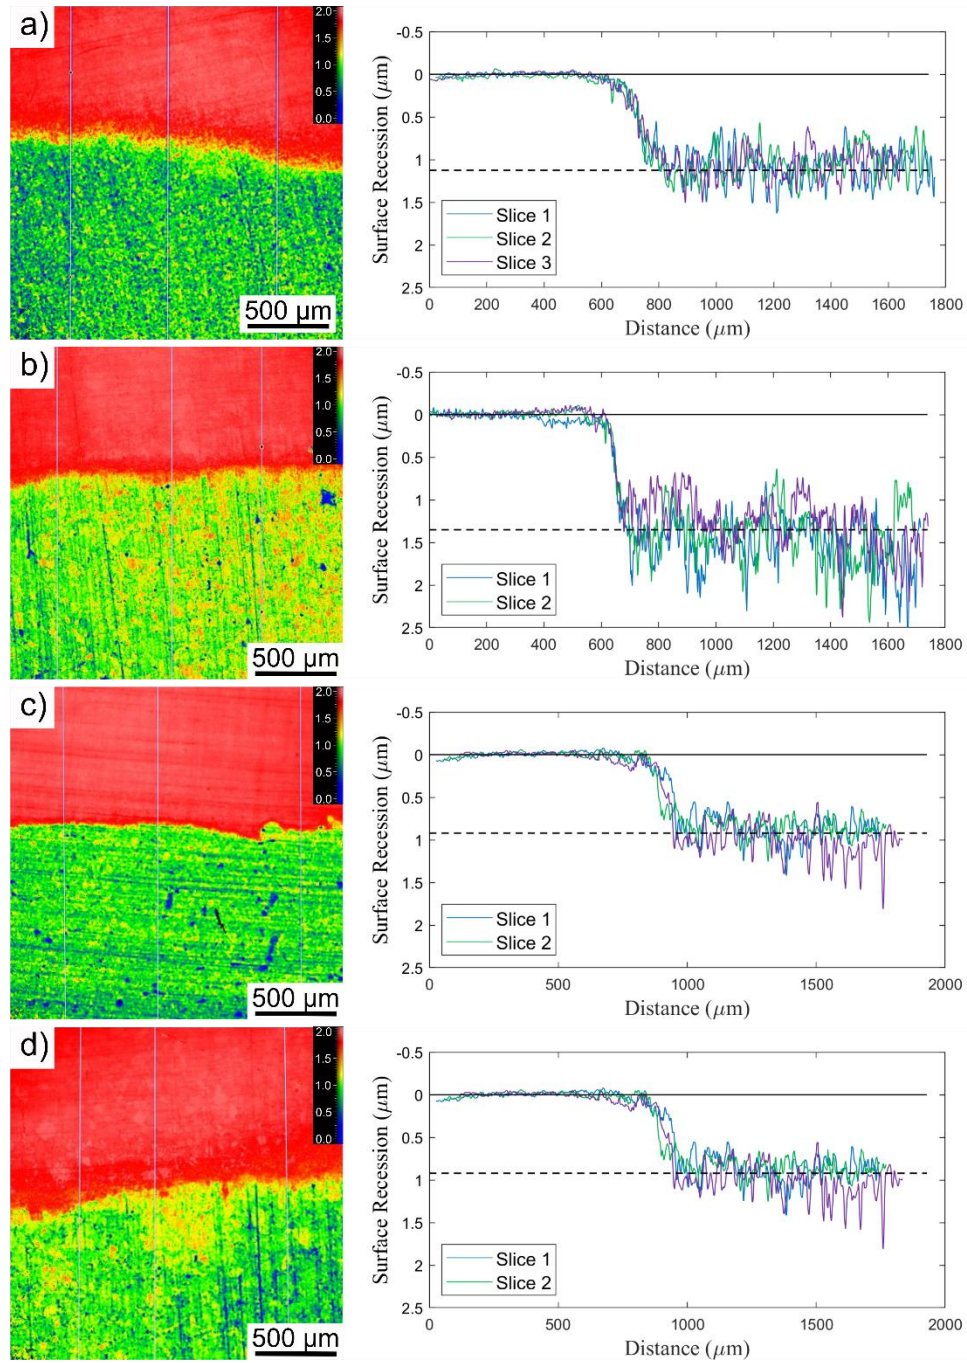 a)
2.0
1.5
1.0
0.5
0.0
500 µm
-0.5
0
0.5
1
1.5
2
2.5
Surface Recession (µm)
Slice 1
Slice 2
Slice 3
0 200 400 600 800 1000 1200 1400 1600 1800
Distance (µm)
b)
2.0
1.5
1.0
0.5
0.0
500 µm
-0.5
0
0.5
1
1.5
2
2.5
Surface Recession (µm)
Slice 1
Slice 2
0 200 400 600 800 1000 1200 1400 1600 1800
Distance (µm)
c)
2.0
1.5
1.0
0.5
0.0
500 µm
-0.5
0
0.5
1
1.5
2
2.5
Surface Recession (µm)
Slice 1
Slice 2
0 500 1000 1500 2000
Distance (µm)
d)
2.0
1.5
1.0
0.5
0.0
500 µm
-0.5
0
0.5
1
1.5
2
2.5
Surface Recession (µm)
Slice 1
Slice 2
0 500 1000 1500 2000
Distance (µm)